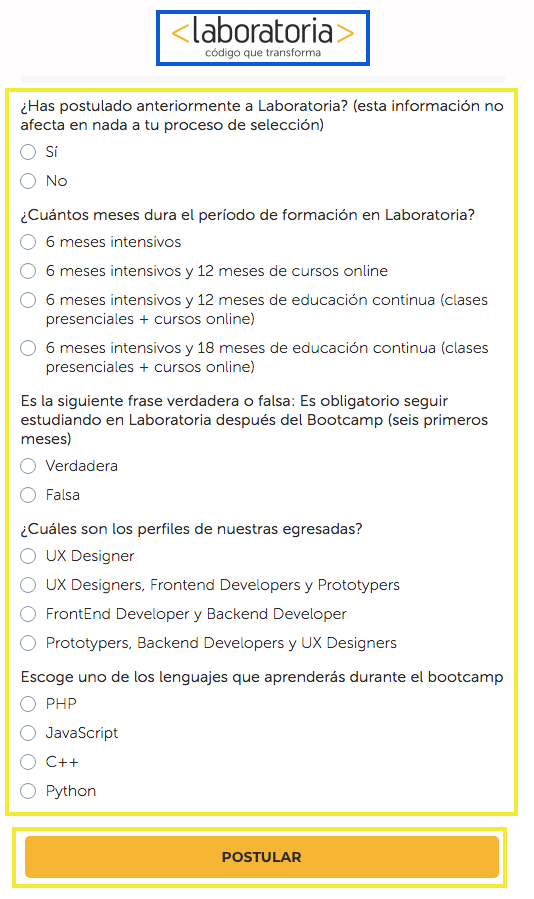 <laboratoria>
código que transforma
¿Has postulado anteriormente a Laboratoria? (esta información no
afecta en nada a tu proceso de selección)
Sí
No
¿Cuántos meses dura el período de formación en Laboratoria?
6 meses intensivos
6 meses intensivos y 12 meses de cursos online
6 meses intensivos y 12 meses de educación continua (clases
presenciales + cursos online)
6 meses intensivos y 18 meses de educación continua (clases
presenciales + cursos online)
Es la siguiente frase verdadera o falsa: Es obligatorio seguir
estudiando en Laboratoria después del Bootcamp (seis primeros
meses)
Verdadera
Falsa
¿Cuáles son los perfiles de nuestras egresadas?
UX Designer
UX Designers, Frontend Developers y Prototypers
FrontEnd Developer y Backend Developer
Prototypers, Backend Developers y UX Designers
Escoge uno de los lenguajes que aprenderás durante el bootcamp
PHP
JavaScript
C++
Python
POSTULAR